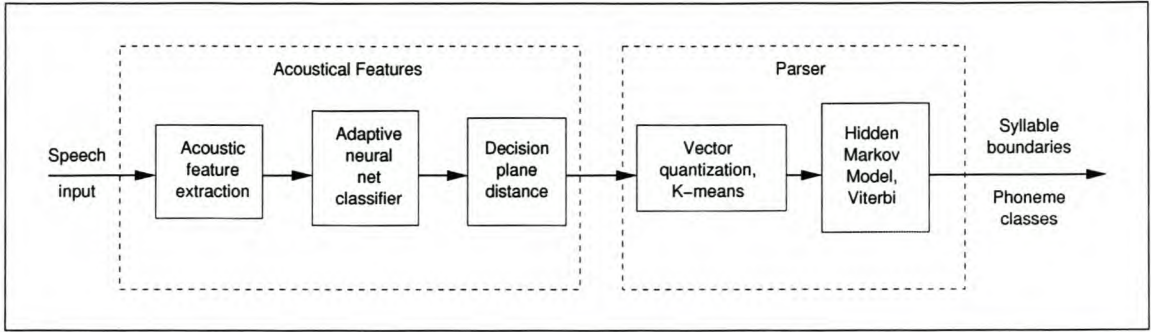 Acoustical Features
Parser
Speech
input
Acoustic
feature
extraction
Adaptive
neural
net
classifier
Decision
plane
distance
Vector
quantization,
K-means
Hidden
Markov
Model,
Viterbi
Syllable
boundaries
Phoneme
classes